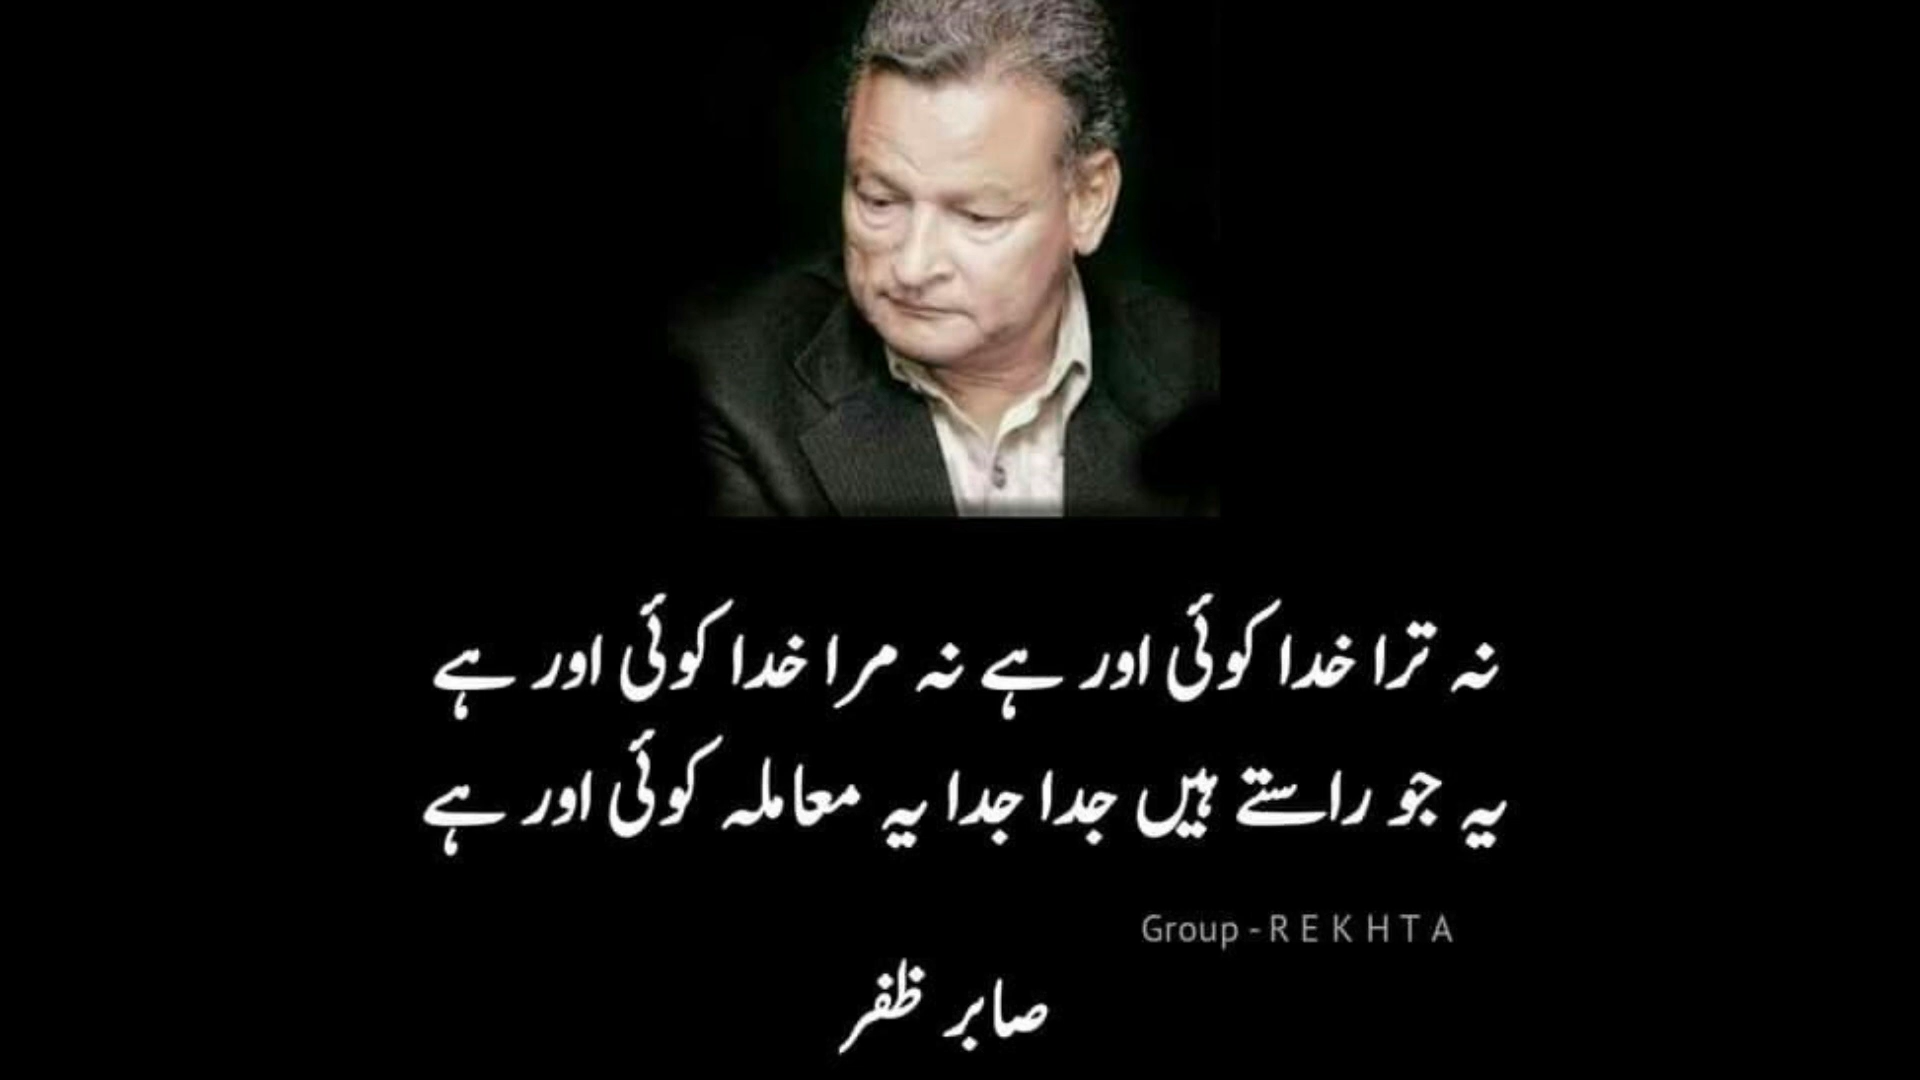 نہ ترا خدا کوئی اور ہے نہ مرا خدا کوئی اور ہے
یہ جو راستے ہیں جدا جدا یہ معاملہ کوئی اور ہے
Group - R E K H T A
صابر ظفر